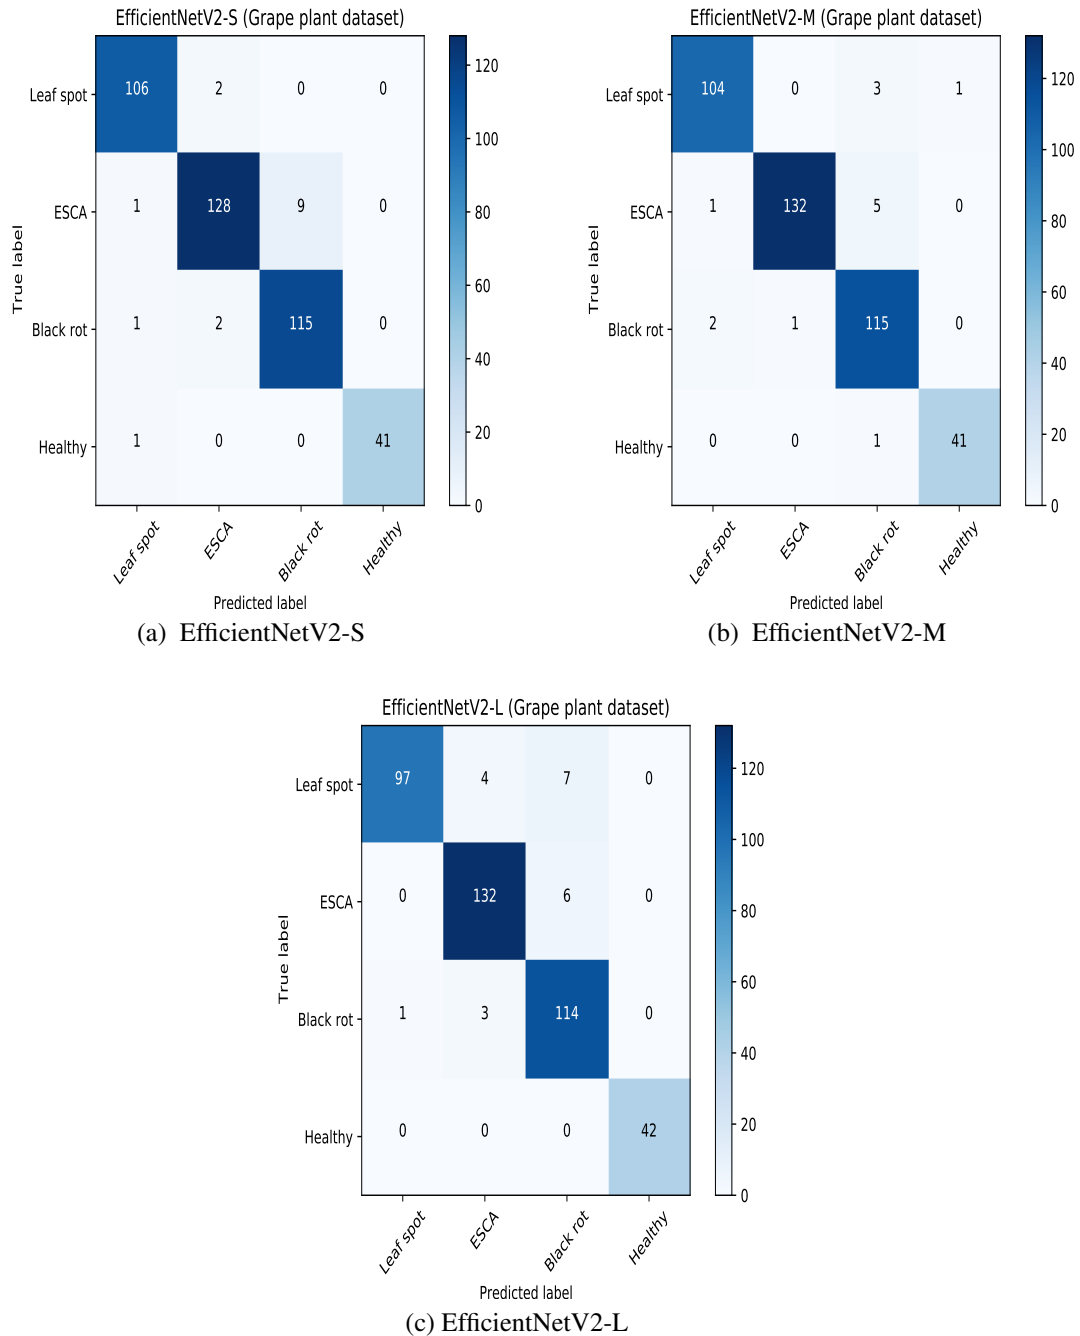 EfficientNetV2-S (Grape plant dataset)
Leaf spot 106 2 0 0
ESCA 1 128 9 0
Black rot 1 2 115 0
Healthy 1 0 0 41
True label
Leaf spot ESCA Black rot Healthy
Predicted label
120
100
80
60
40
20
0
(a) EfficientNetV2-S
EfficientNetV2-M (Grape plant dataset)
Leaf spot 104 0 3 1
ESCA 1 132 5 0
Black rot 2 1 115 0
Healthy 0 0 1 41
True label
Leaf spot ESCA Black rot Healthy
Predicted label
120
100
80
60
40
20
0
(b) EfficientNetV2-M
EfficientNetV2-L (Grape plant dataset)
Leaf spot 97 4 7 0
ESCA 0 132 6 0
Black rot 1 3 114 0
Healthy 0 0 0 42
True label
Leaf spot ESCA Black rot Healthy
Predicted label
120
100
80
60
40
20
0
(c) EfficientNetV2-L